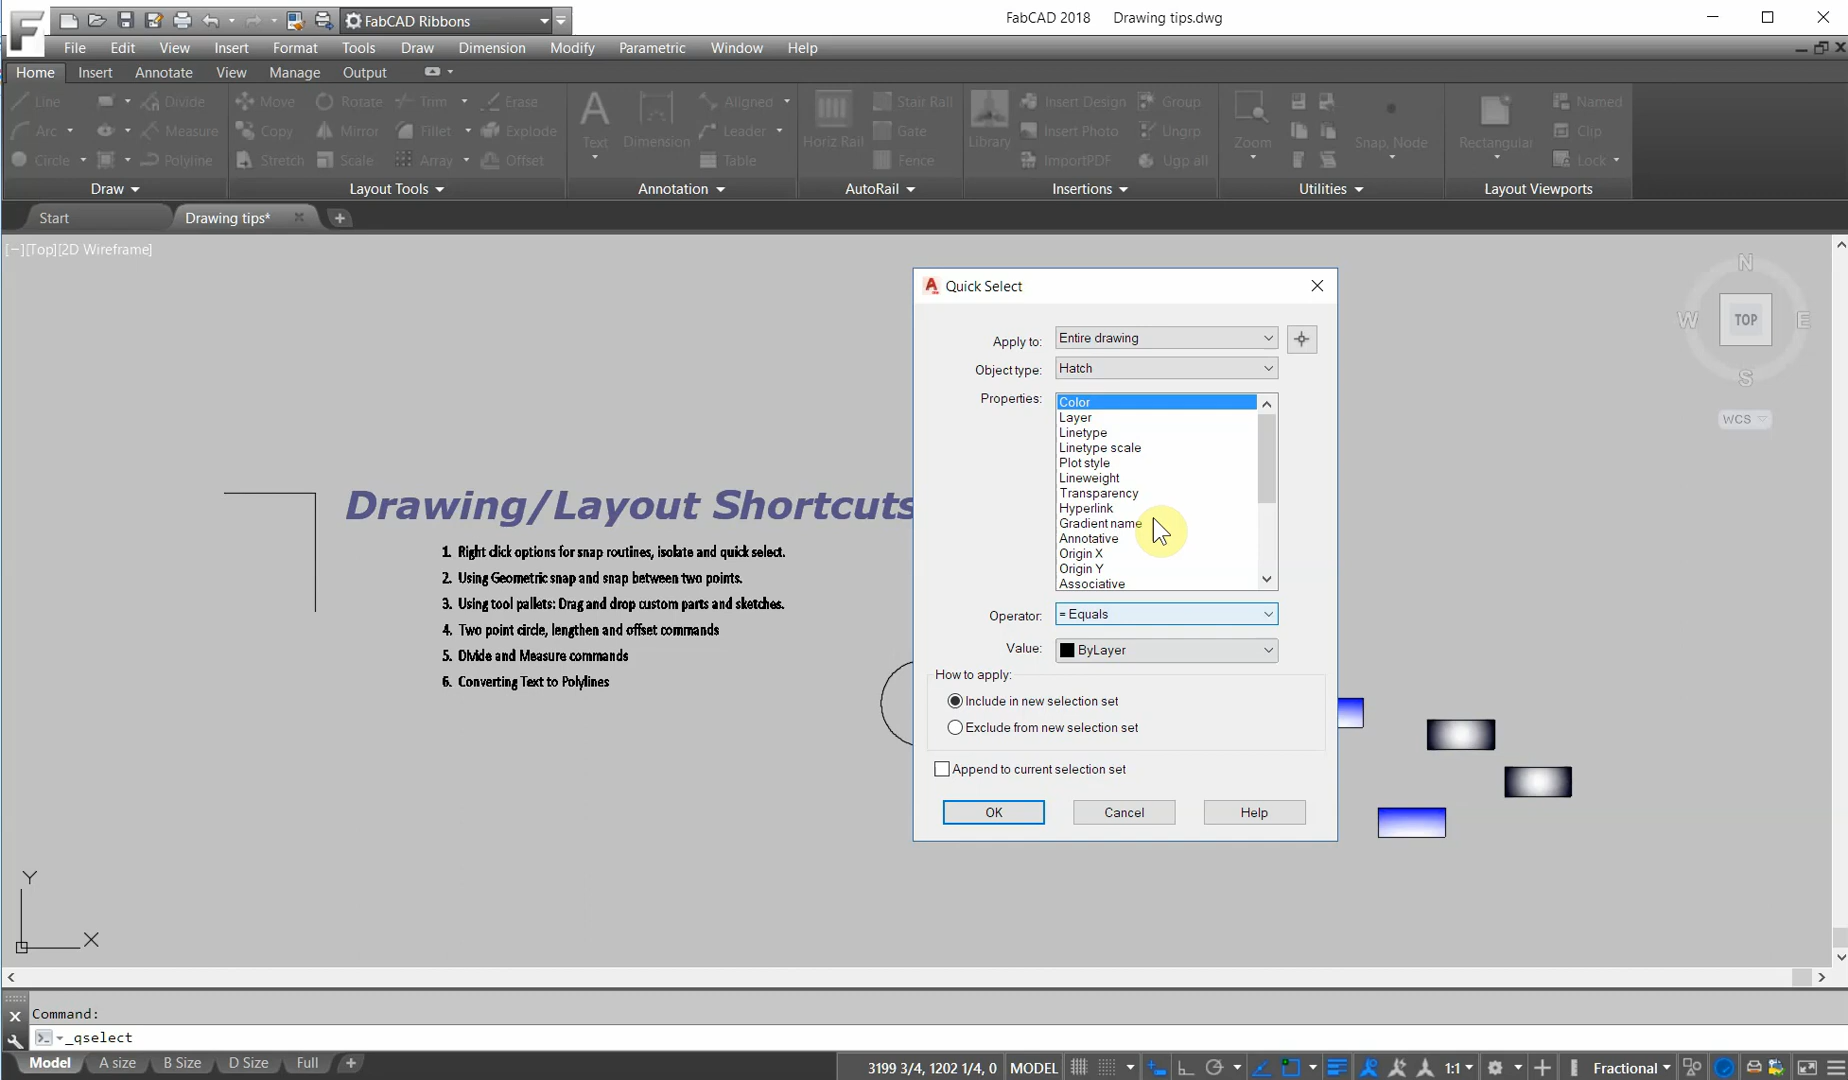 FabCAD Ribbons
FabCAD 2018 Drawing tips.dwg
File Edit View Insert Format Tools Draw Dimension Modify Parametric Window Help
Home Insert Annotate View Manage Output
Line Divide Move Rotate Trim Erase Aligned Stair Rail Insert Design Group Named
Arc Measure Copy Mirror Fillet Explode Text Dimension Leader Horiz Rail Gate Library Insert Photo Ungrp Zoom Snap, Node Rectangular Clip
Circle Polyline Stretch Scale Array Offset Table Fence ImportPDF Ugp all Lock
Draw Layout Tools Annotation AutoRail Insertions Utilities Layout Viewports
Start Drawing tips* +
[−][Top][2D Wireframe]
N
W TOP E
S
WCS
Drawing/Layout Shortcuts
1. Right click options for snap routines, isolate and quick select.
2. Using Geometric snap and snap between two points.
3. Using tool pallets: Drag and drop custom parts and sketches.
4. Two point circle, lengthen and offset commands
5. Divide and Measure commands
6. Converting Text to Polylines
Quick Select
Apply to: Entire drawing
Object type: Hatch
Properties: Color
Layer
Linetype
Linetype scale
Plot style
Lineweight
Transparency
Hyperlink
Gradient name
Annotative
Origin X
Origin Y
Associative
Operator: = Equals
Value: ByLayer
How to apply:
Include in new selection set
Exclude from new selection set
Append to current selection set
OK Cancel Help
Y
X
Command:
_qselect
Model A size B Size D Size Full +
3199 3/4, 1202 1/4, 0 MODEL 1:1 Fractional